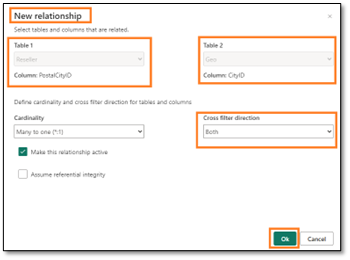 New relationship
Select tables and columns that are related.
Table 1
Reseller
Column: PostalCityID
Table 2
Geo
Column: CityID
Define cardinality and cross filter direction for tables and columns
Cardinality
Many to one (*:1)
Cross filter direction
Both
Make this relationship active
Assume referential integrity
Ok
Cancel